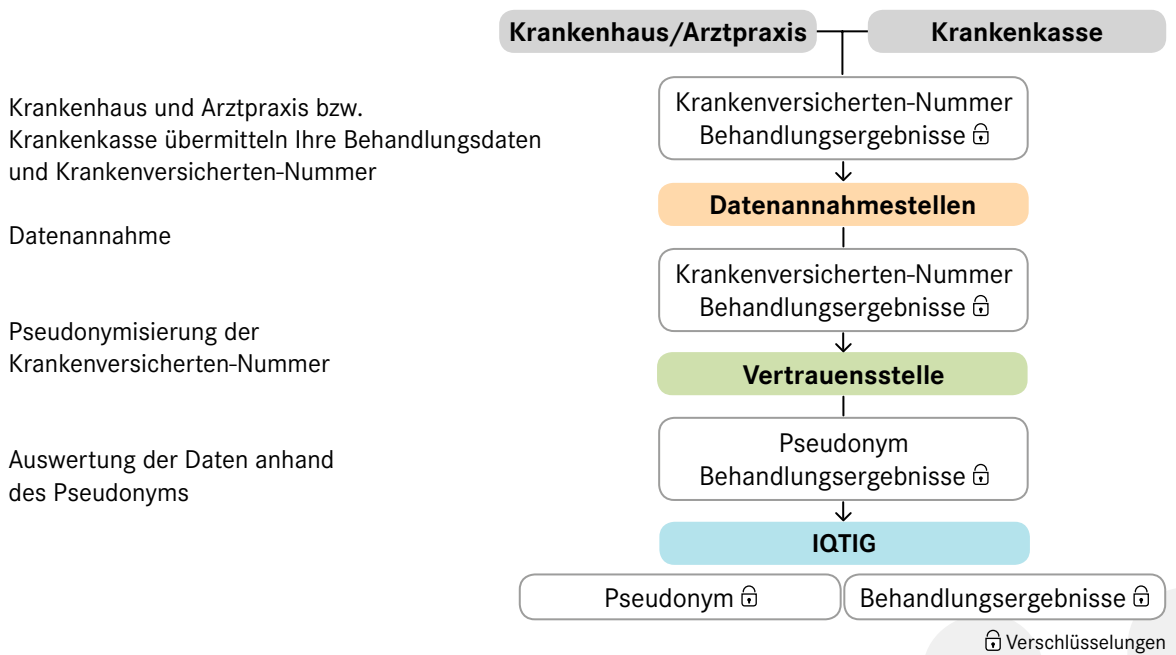 Krankenhaus/Arztpraxis
Krankenkasse
Krankenhaus und Arztpraxis bzw.
Krankenkasse übermitteln Ihre Behandlungsdaten
und Krankenversicherten-Nummer
Krankenversicherten-Nummer
Behandlungsergebnisse
Datenannahmestellen
Datenannahme
Krankenversicherten-Nummer
Behandlungsergebnisse
Pseudonymisierung der
Krankenversicherten-Nummer
Vertrauensstelle
Auswertung der Daten anhand
des Pseudonyms
Pseudonym
Behandlungsergebnisse
IQTIG
Pseudonym
Behandlungsergebnisse
Verschlüsselungen